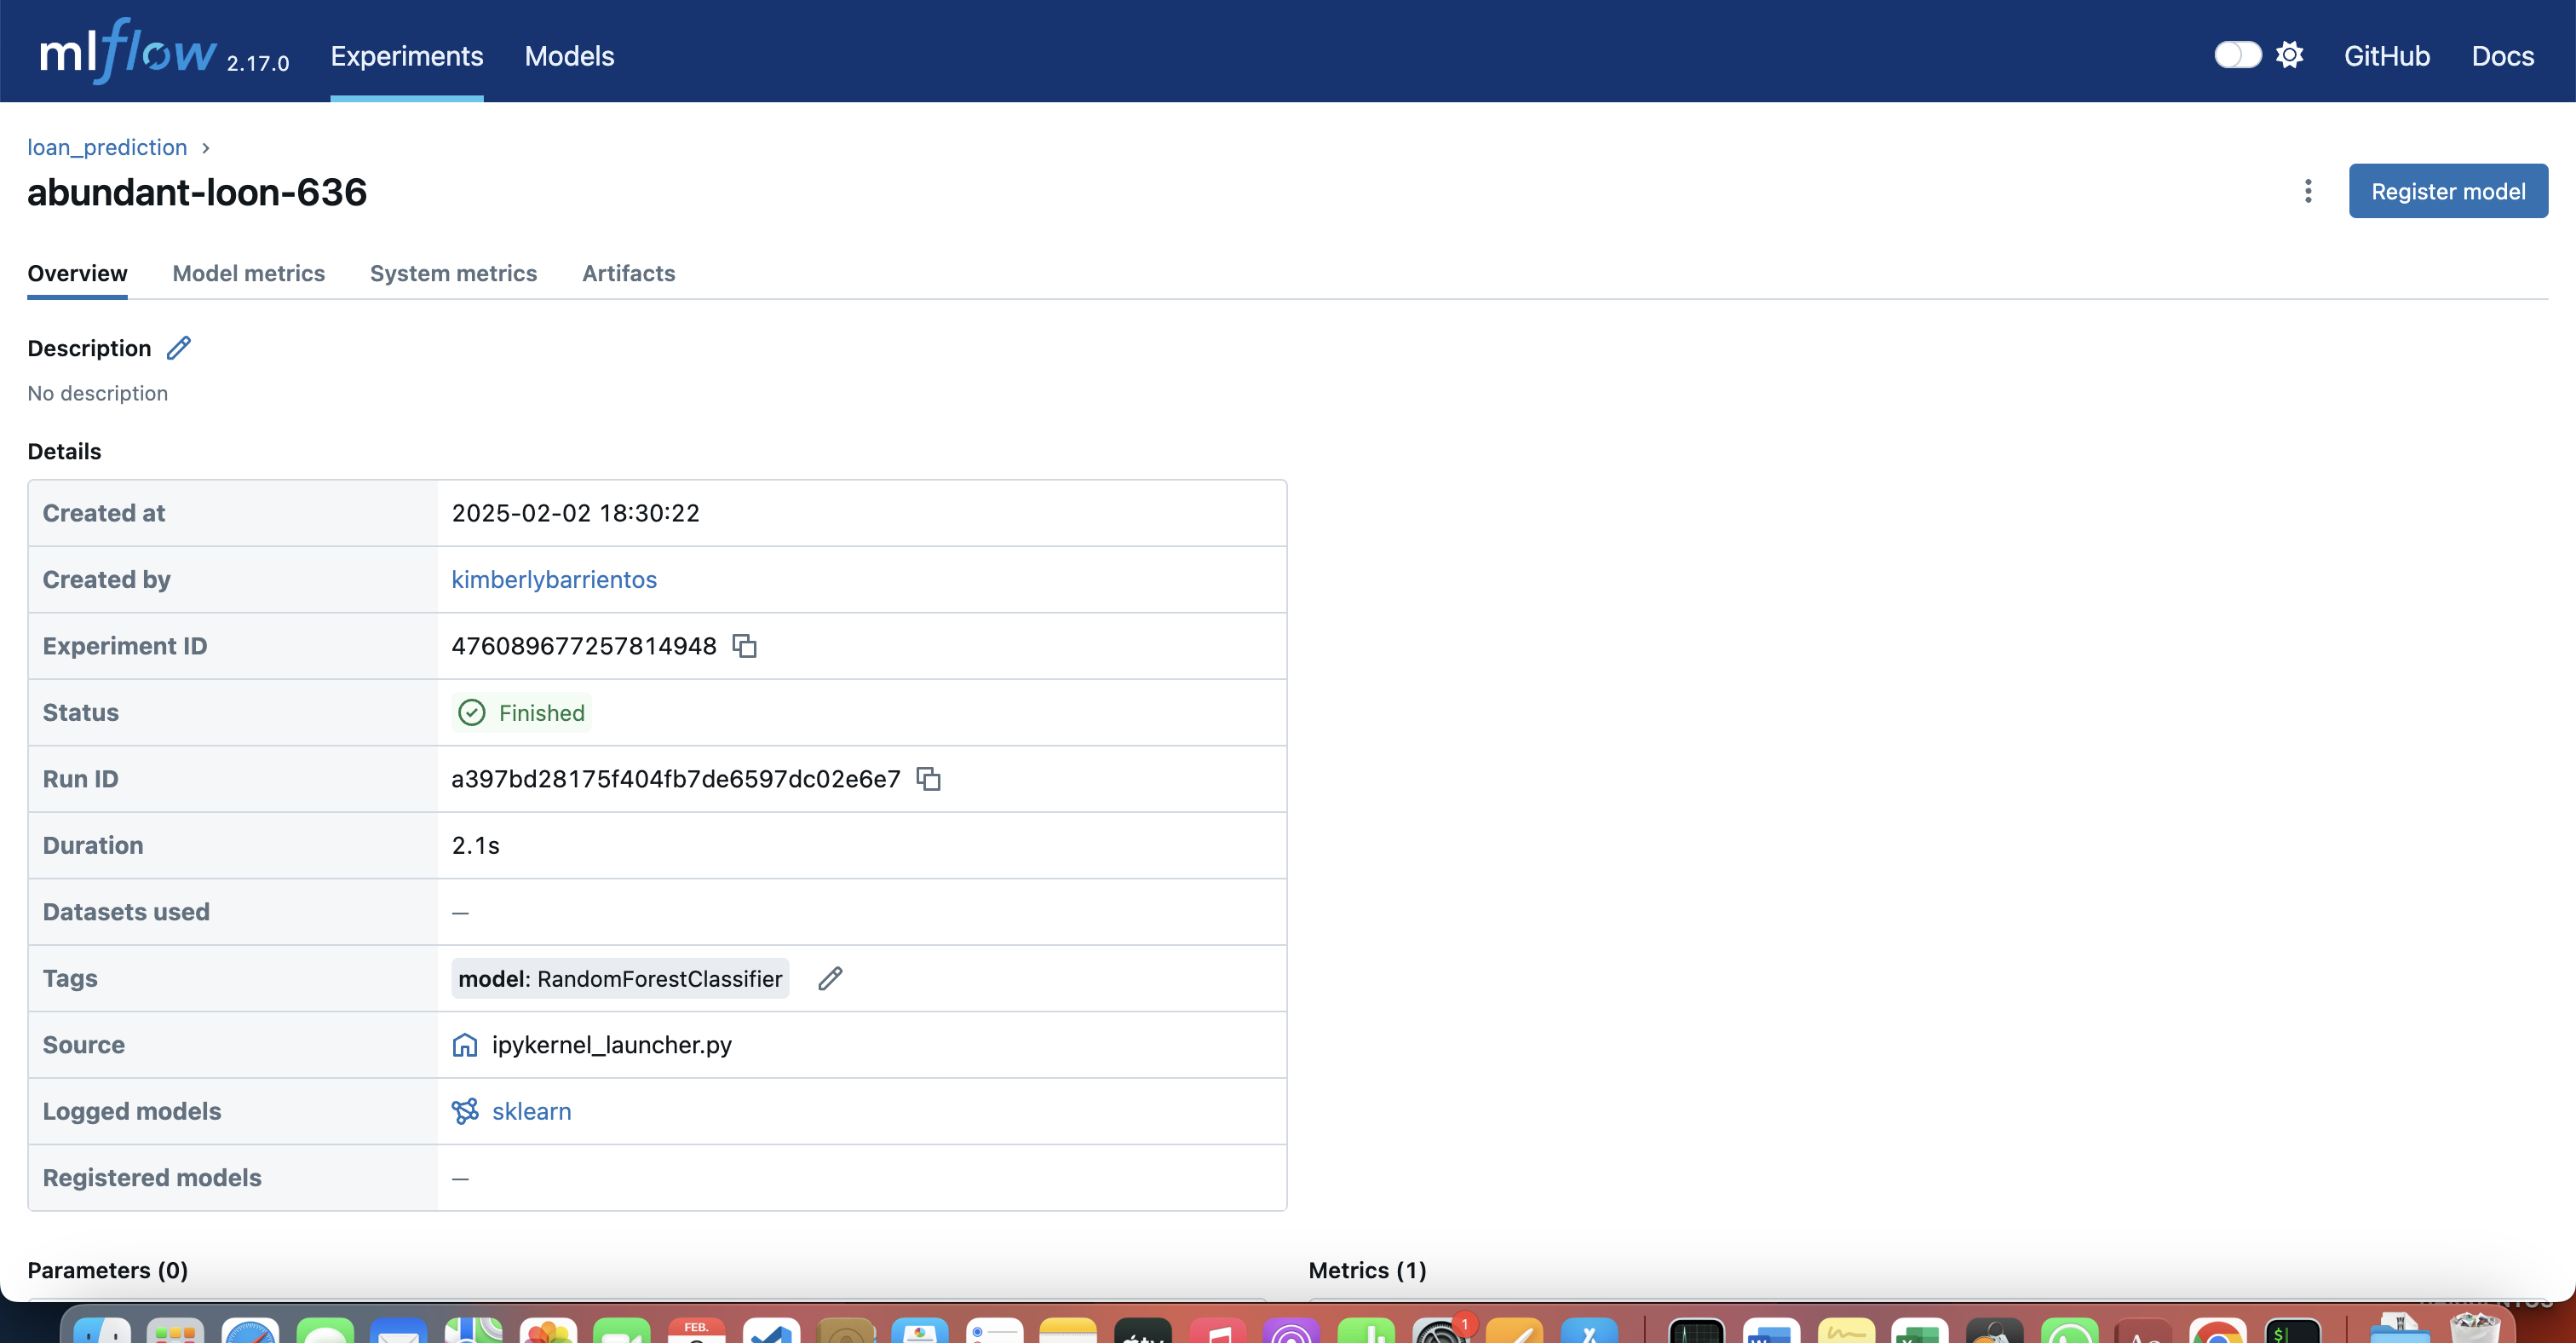 mlflow 2.17.0 Experiments Models GitHub Docs
loan_prediction ›
abundant-loon-636
Register model
Overview Model metrics System metrics Artifacts
Description
No description
Details
Created at 2025-02-02 18:30:22
Created by kimberlybarrientos
Experiment ID 476089677257814948
Status Finished
Run ID a397bd28175f404fb7de6597dc02e6e7
Duration 2.1s
Datasets used —
Tags model: RandomForestClassifier
Source ipykernel_launcher.py
Logged models sklearn
Registered models —
Parameters (0) Metrics (1)
FEB. 1